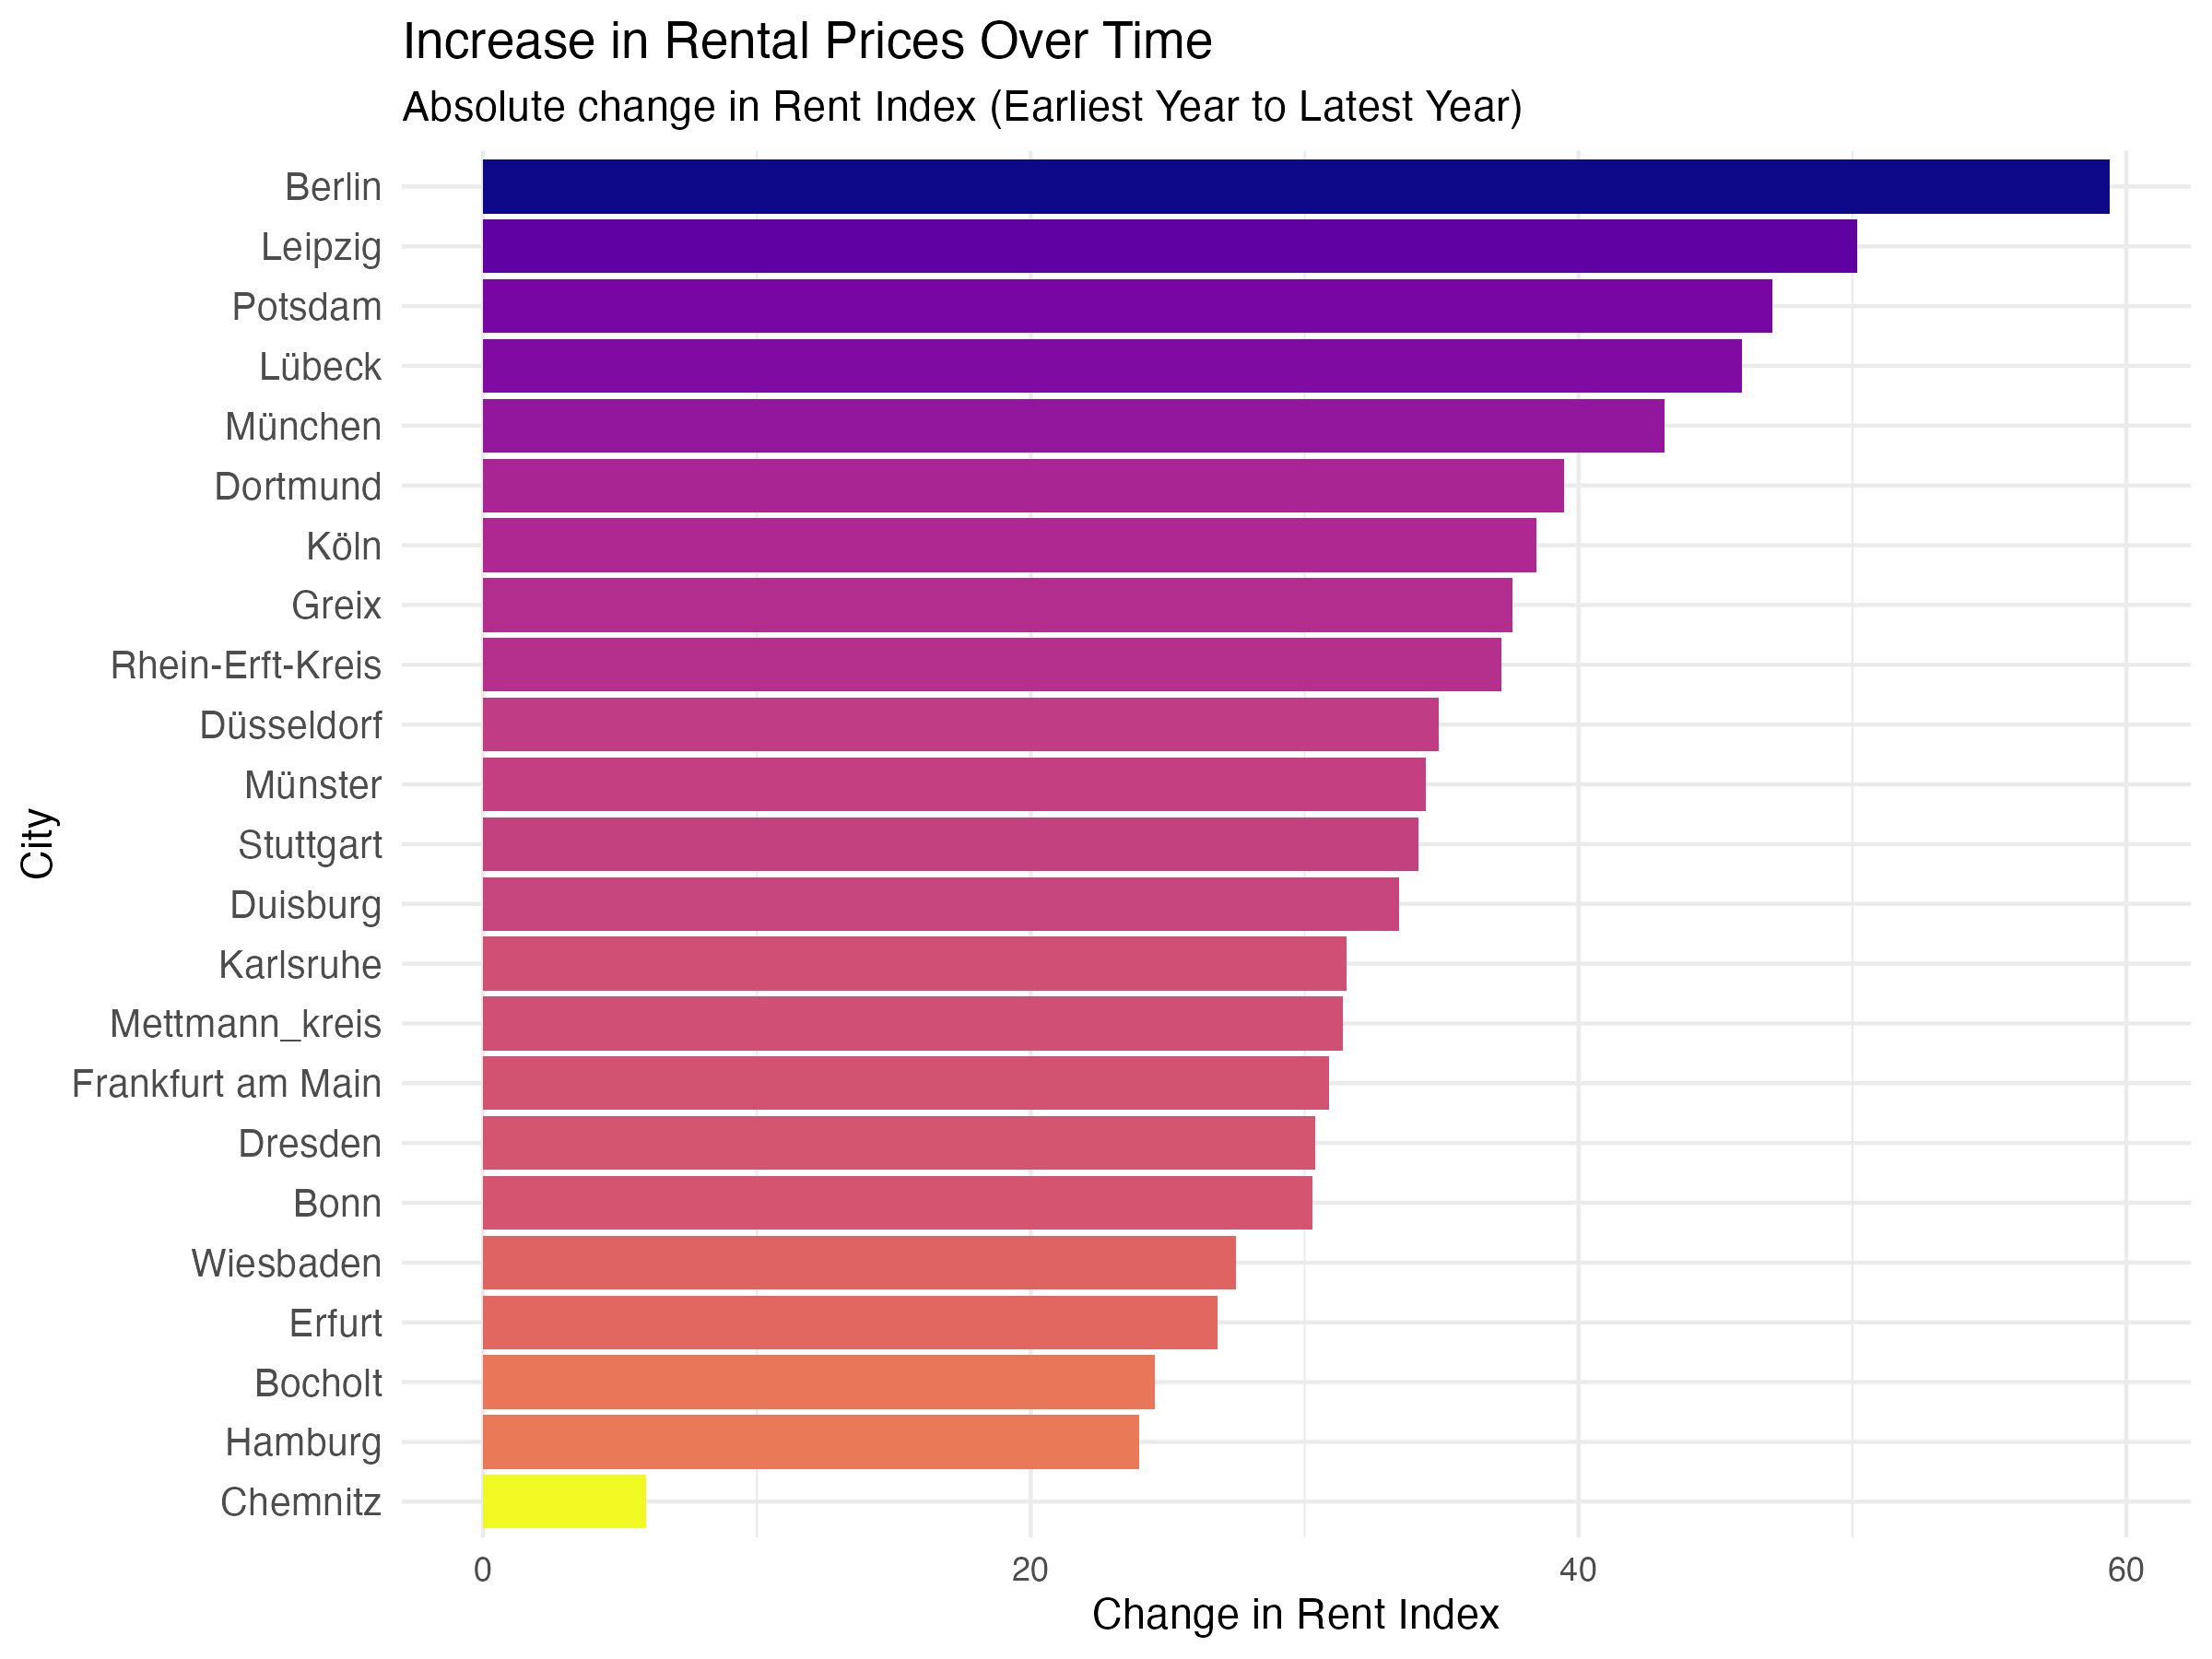 Increase in Rental Prices Over Time
Absolute change in Rent Index (Earliest Year to Latest Year)
City
Berlin
Leipzig
Potsdam
Lübeck
München
Dortmund
Köln
Greix
Rhein-Erft-Kreis
Düsseldorf
Münster
Stuttgart
Duisburg
Karlsruhe
Mettmann_kreis
Frankfurt am Main
Dresden
Bonn
Wiesbaden
Erfurt
Bocholt
Hamburg
Chemnitz
0 20 40 60
Change in Rent Index